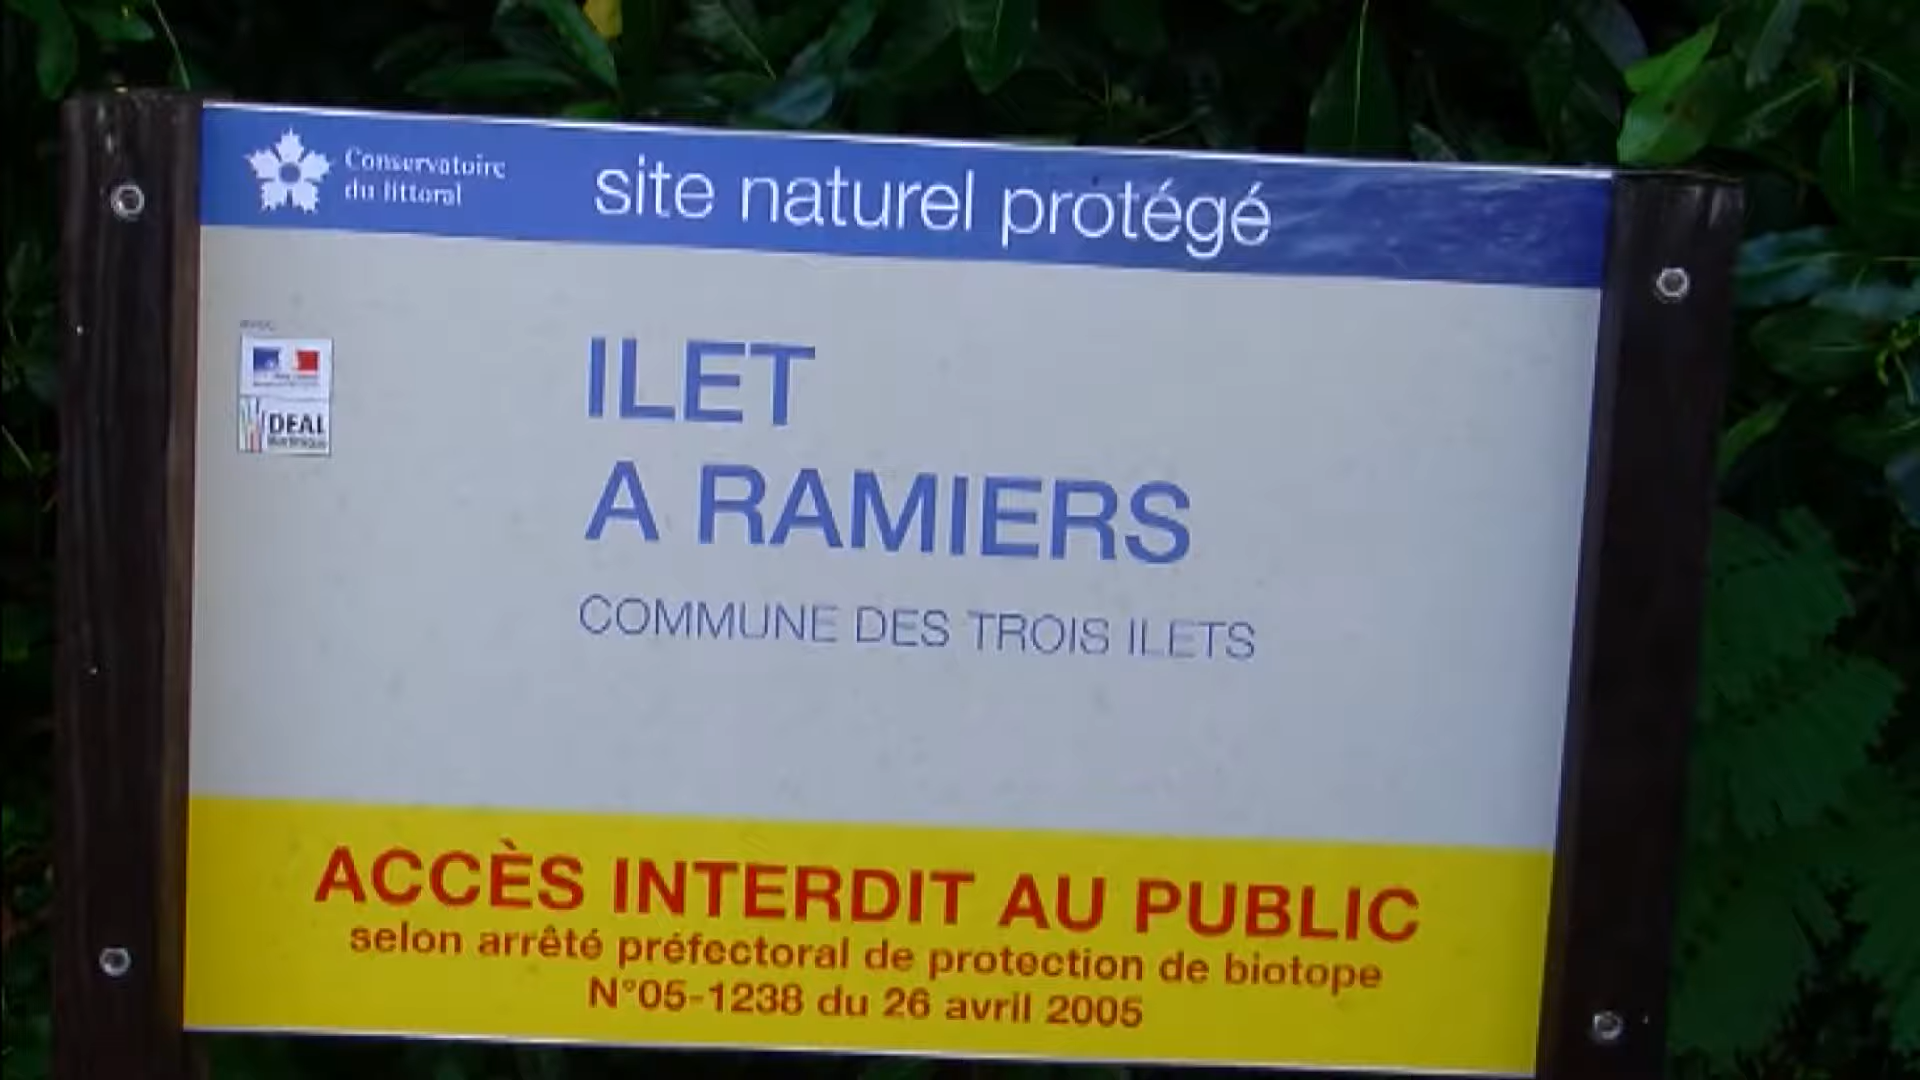 Conservatoire
du littoral
site naturel protégé
DEAL
Martinique
ILET
A RAMIERS
COMMUNE DES TROIS ILETS
ACCÈS INTERDIT AU PUBLIC
selon arrêté préfectoral de protection de biotope
N°05-1238 du 26 avril 2005